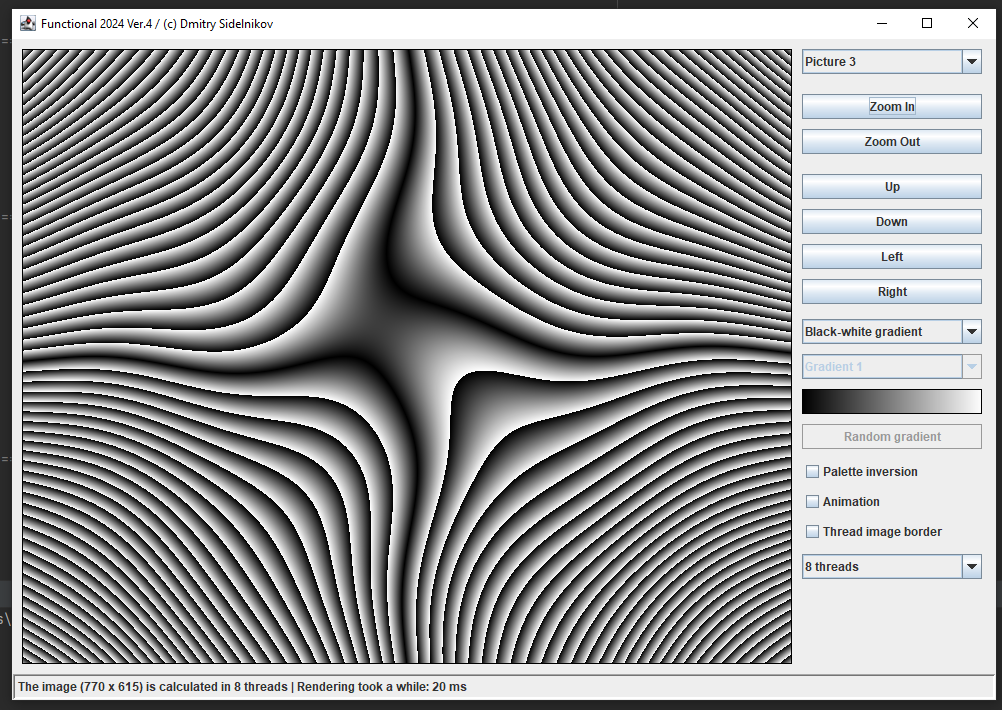 Functional 2024 Ver.4 / (c) Dmitry Sidelnikov
Picture 3
Zoom In
Zoom Out
Up
Down
Left
Right
Black-white gradient
Gradient 1
Random gradient
Palette inversion
Animation
Thread image border
8 threads
The image (770 x 615) is calculated in 8 threads | Rendering took a while: 20 ms